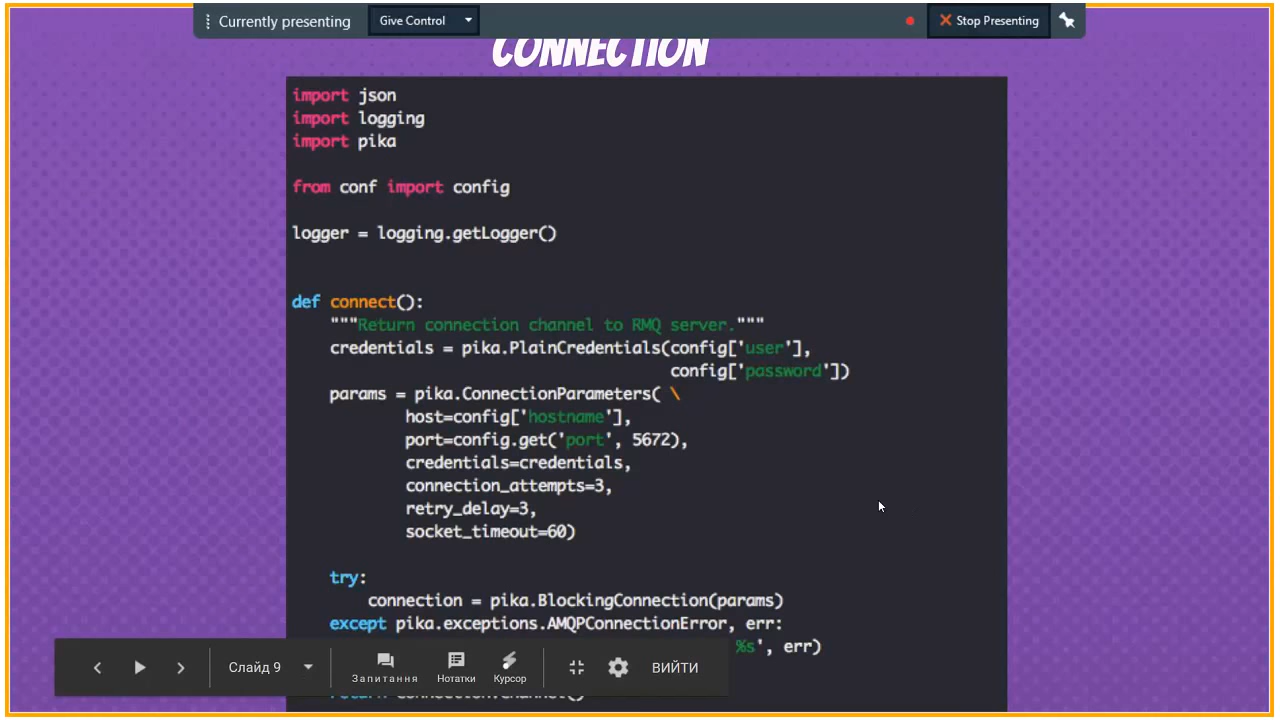 Currently presenting Give Control Stop Presenting
CONNECTION
import json
import logging
import pika
from conf import config
logger = logging.getLogger()
def connect():
"""Return connection channel to RMQ server."""
credentials = pika.PlainCredentials(config['user'],
config['password'])
params = pika.ConnectionParameters( \
host=config['hostname'],
port=config.get('port', 5672),
credentials=credentials,
connection_attempts=3,
retry_delay=3,
socket_timeout=60)
try:
connection = pika.BlockingConnection(params)
except pika.exceptions.AMQPConnectionError, err:
%s', err)
Слайд 9 Запитання Нотатки Курсор ВИЙТИ